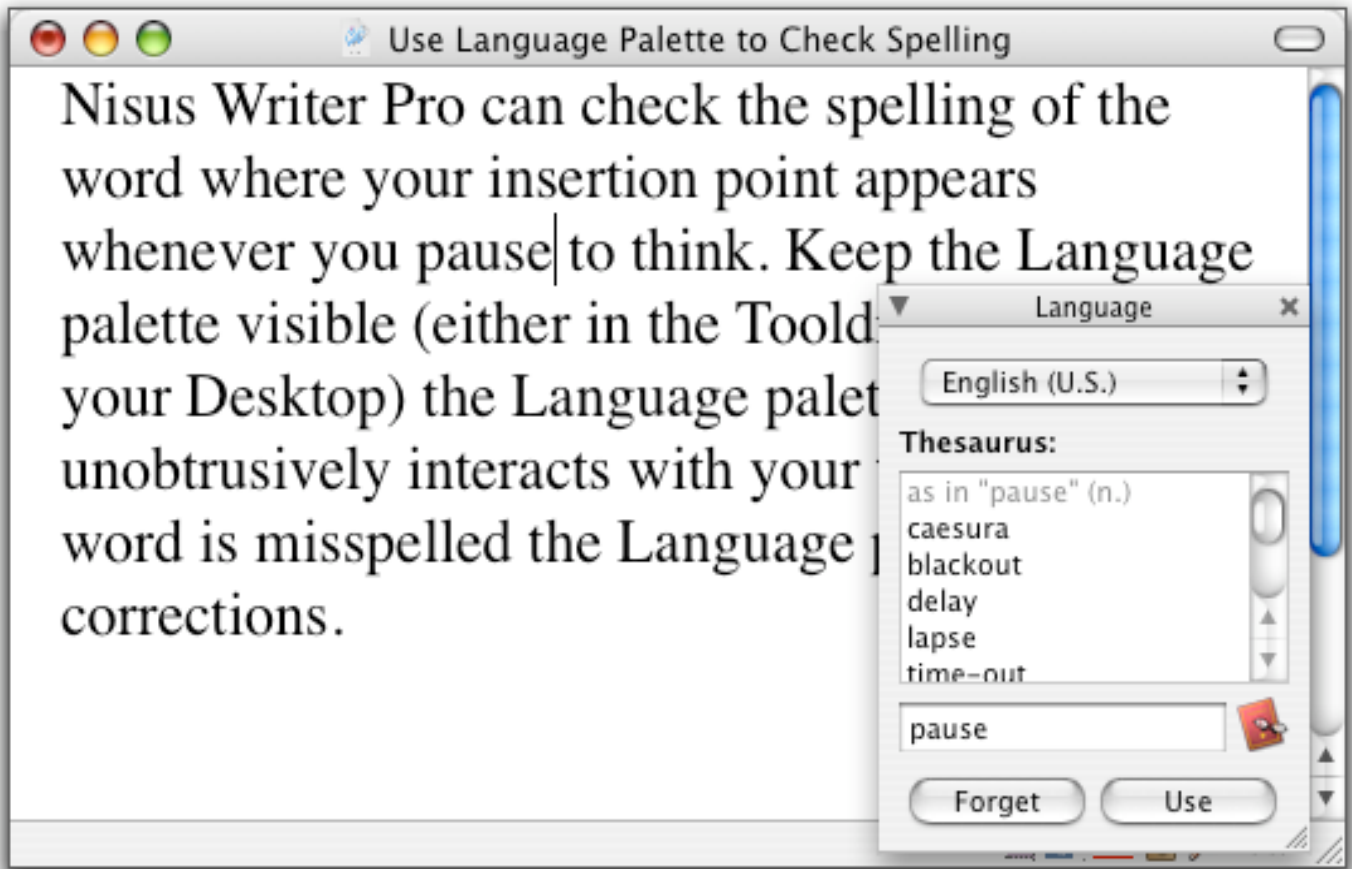 Use Language Palette to Check Spelling
Nisus Writer Pro can check the spelling of the
word where your insertion point appears
whenever you pause to think. Keep the Language
palette visible (either in the
your Desktop) the Language
unobtrusively interacts with your
word is misspelled the Language
corrections.
Language
English (U.S.)
Thesaurus:
as in "pause" (n.)
caesura
blackout
delay
lapse
time-out
pause
Forget
Use